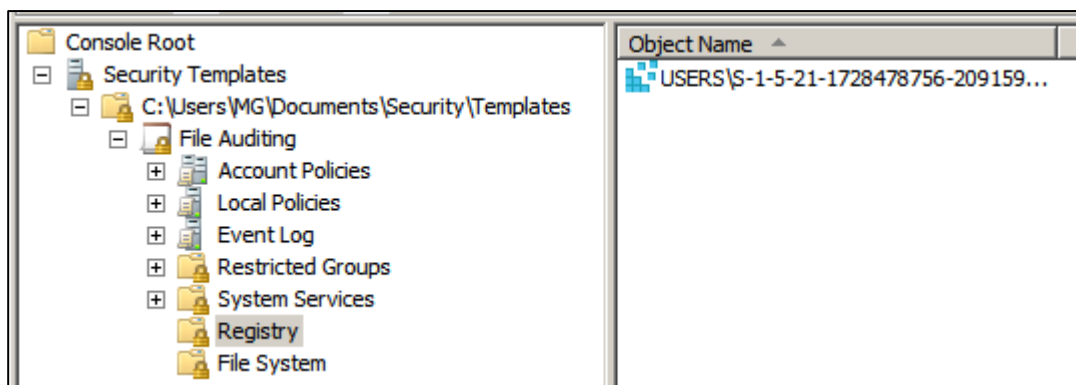 Console Root
Security Templates
C:\Users\MG\Documents\Security\Templates
File Auditing
Account Policies
Local Policies
Event Log
Restricted Groups
System Services
Registry
File System
Object Name
USERS\S-1-5-21-1728478756-209159...